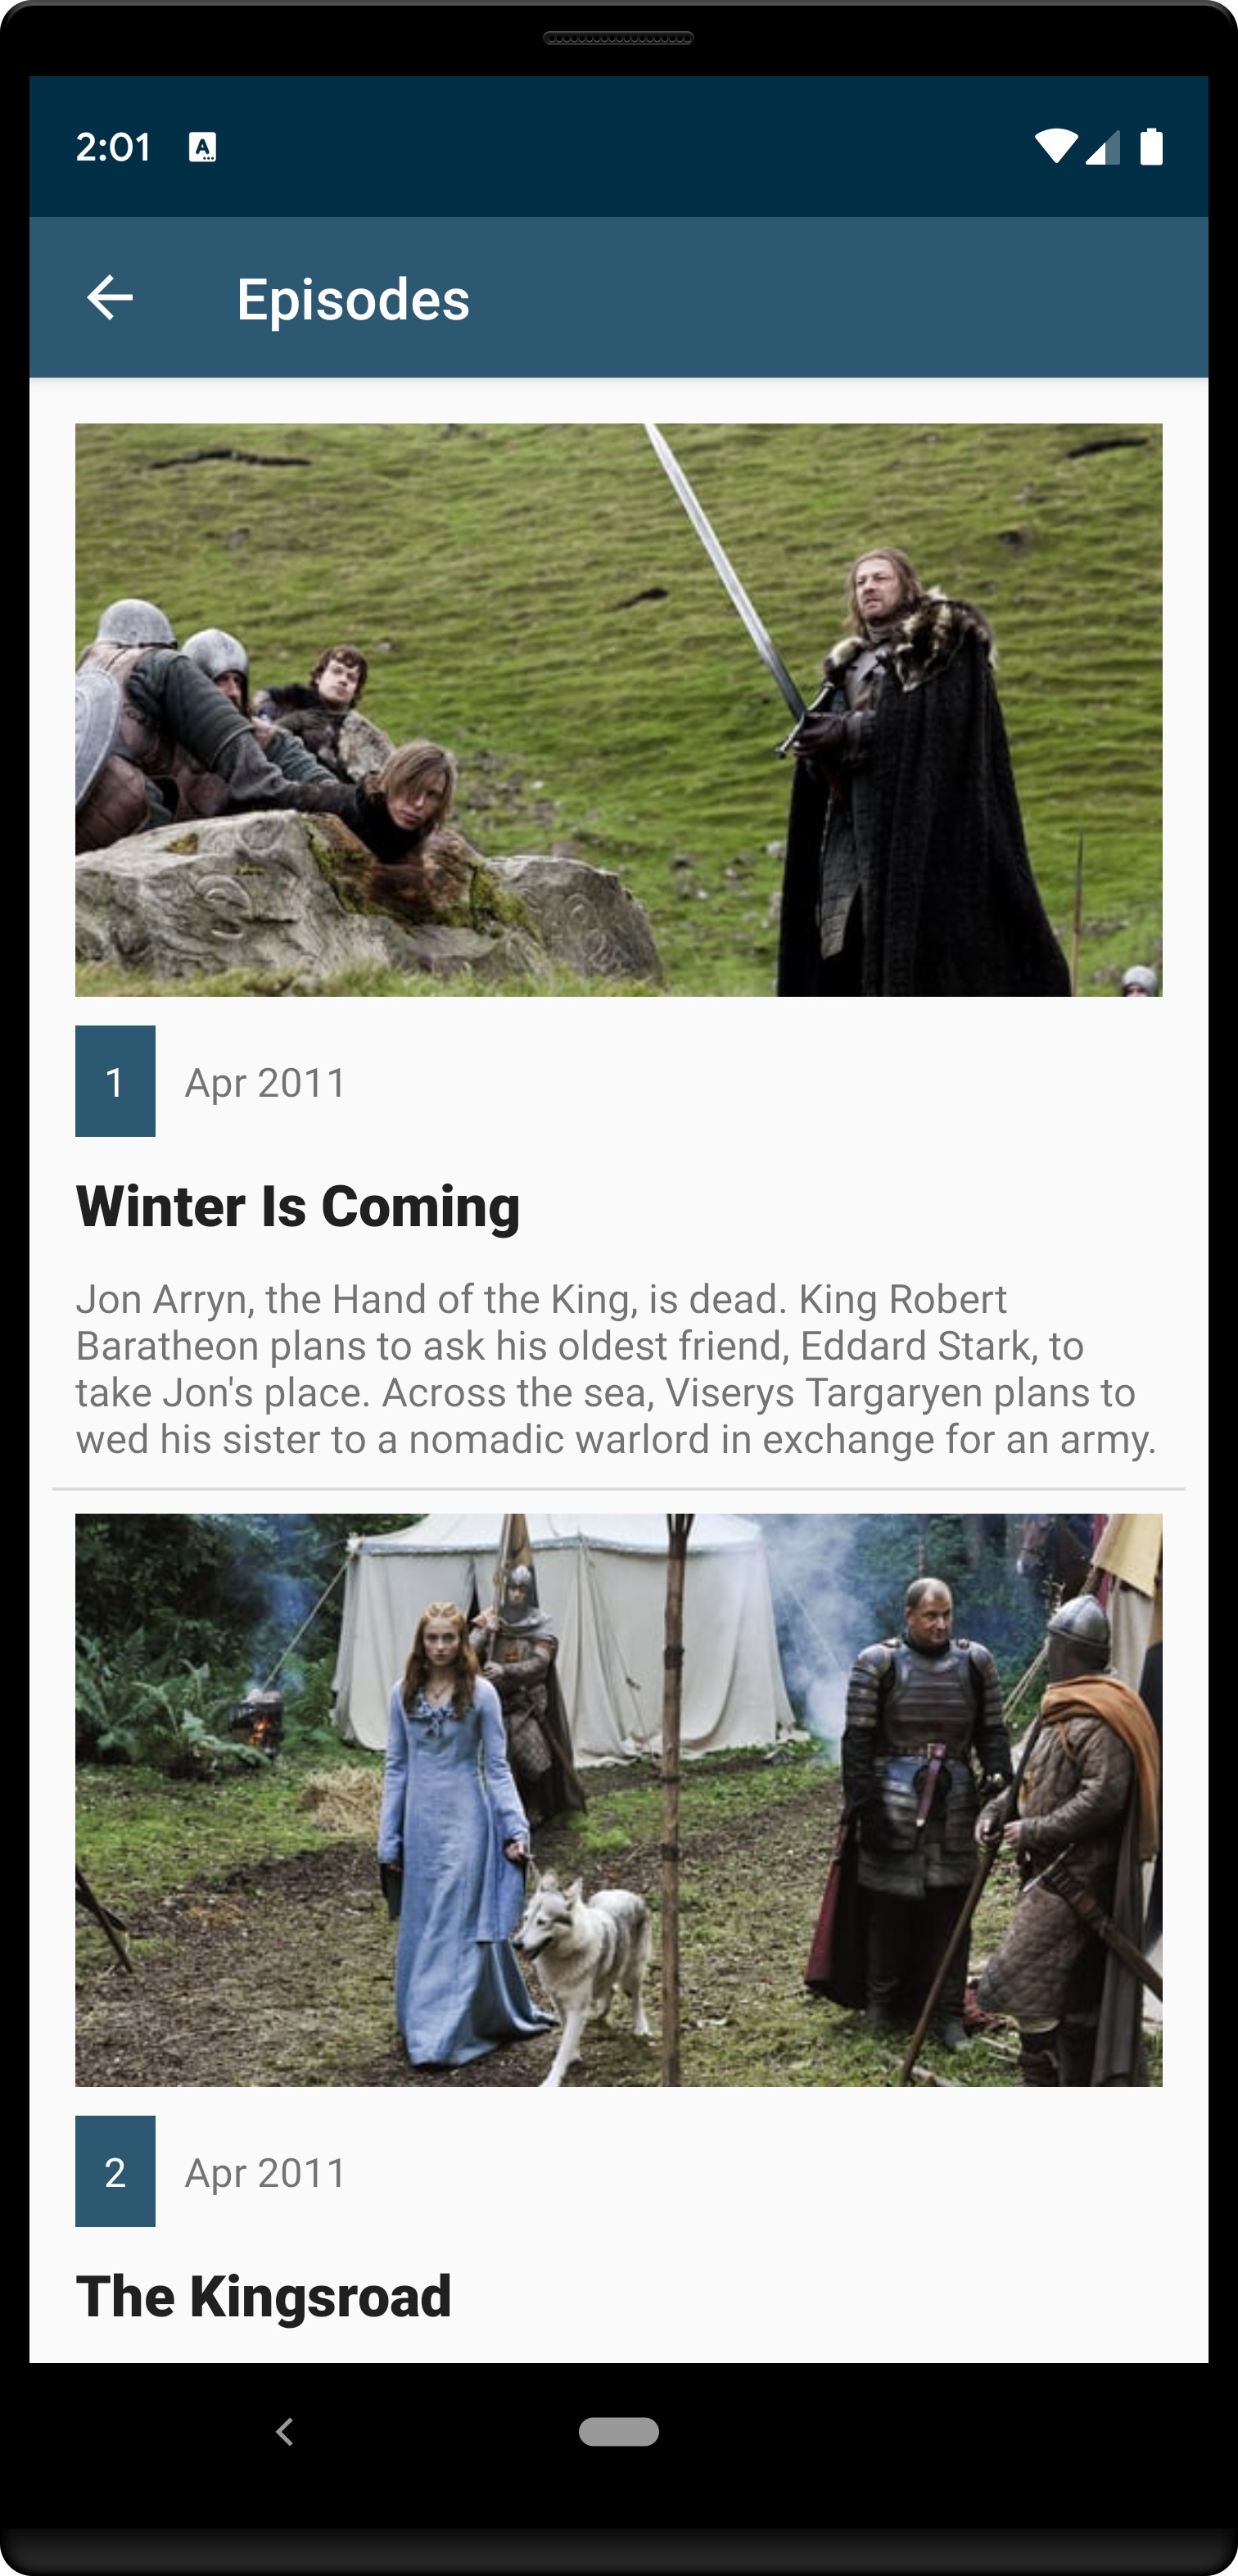 2:01
A
Episodes
1 Apr 2011
Winter Is Coming
Jon Arryn, the Hand of the King, is dead. King Robert
Baratheon plans to ask his oldest friend, Eddard Stark, to
take Jon's place. Across the sea, Viserys Targaryen plans to
wed his sister to a nomadic warlord in exchange for an army.
2 Apr 2011
The Kingsroad